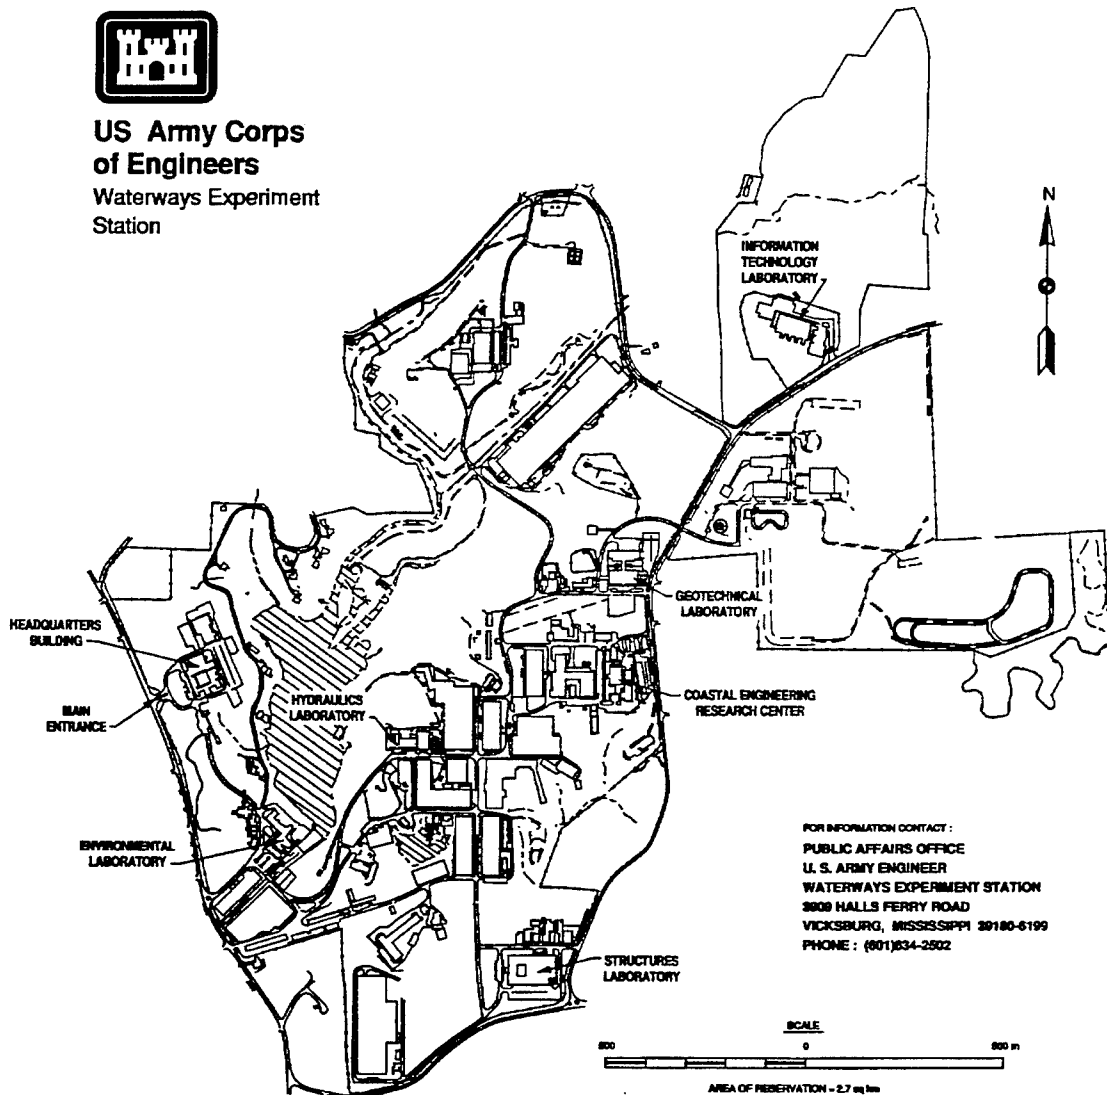 US Army Corps
of Engineers
Waterways Experiment
Station
N
INFORMATION
TECHNOLOGY
LABORATORY
GEOTECHNICAL
LABORATORY
HEADQUARTERS
BUILDING
MAIN
ENTRANCE
HYDRAULICS
LABORATORY
COASTAL ENGINEERING
RESEARCH CENTER
ENVIRONMENTAL
LABORATORY
STRUCTURES
LABORATORY
FOR INFORMATION CONTACT :
PUBLIC AFFAIRS OFFICE
U. S. ARMY ENGINEER
WATERWAYS EXPERIMENT STATION
3909 HALLS FERRY ROAD
VICKSBURG, MISSISSIPPI 39180-6199
PHONE : (601)634-2502
SCALE
0
AREA OF RESERVATION = 2.7 sq km